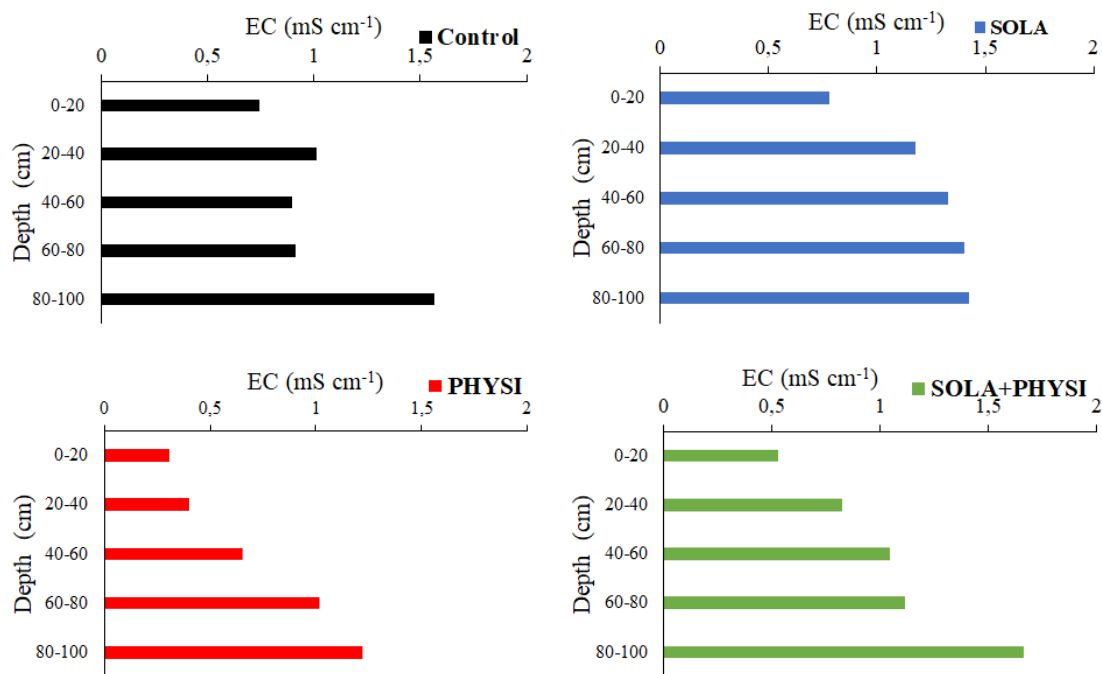 EC (mS cm⁻¹)
Control
0 0,5 1 1,5 2
0-20
20-40
40-60
60-80
80-100
Depth (cm)
EC (mS cm⁻¹)
SOLA
0 0,5 1 1,5 2
0-20
20-40
40-60
60-80
80-100
Depth (cm)
EC (mS cm⁻¹)
PHYSI
0 0,5 1 1,5 2
0-20
20-40
40-60
60-80
80-100
Depth (cm)
EC (mS cm⁻¹)
SOLA+PHYSI
0 0,5 1 1,5 2
0-20
20-40
40-60
60-80
80-100
Depth (cm)